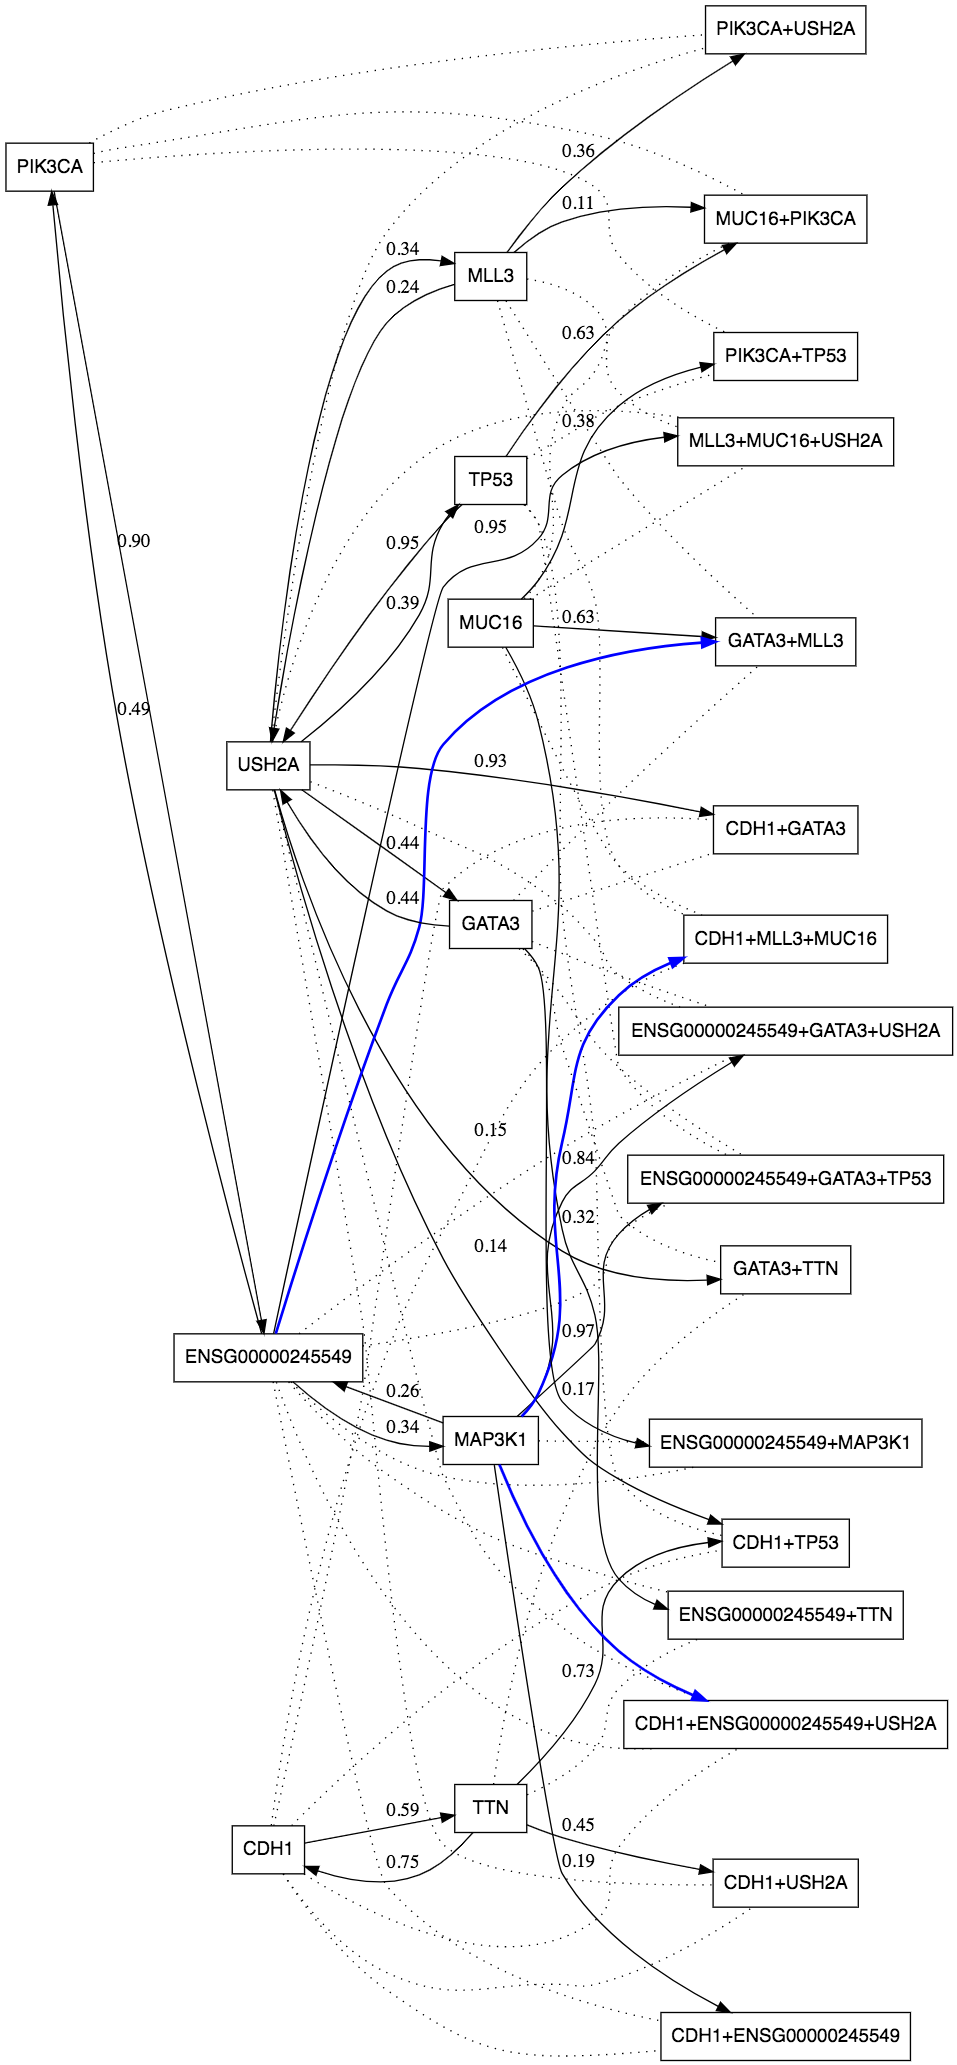 PIK3CA+USH2A
PIK3CA
0.36
0.11
MUC16+PIK3CA
0.34
MLL3
0.24
0.63
PIK3CA+TP53
0.38
MLL3+MUC16+USH2A
TP53
0.90
0.95
0.95
0.39
MUC16
0.63
GATA3+MLL3
0.49
USH2A
0.93
CDH1+GATA3
0.44
0.44
GATA3
CDH1+MLL3+MUC16
ENSG00000245549+GATA3+USH2A
0.15
0.84
ENSG00000245549+GATA3+TP53
0.32
0.14
GATA3+TTN
0.97
ENSG00000245549
0.26
0.17
0.34
MAP3K1
ENSG00000245549+MAP3K1
CDH1+TP53
ENSG00000245549+TTN
0.73
CDH1+ENSG00000245549+USH2A
0.59
TTN
0.45
CDH1
0.75
0.19
CDH1+USH2A
CDH1+ENSG00000245549